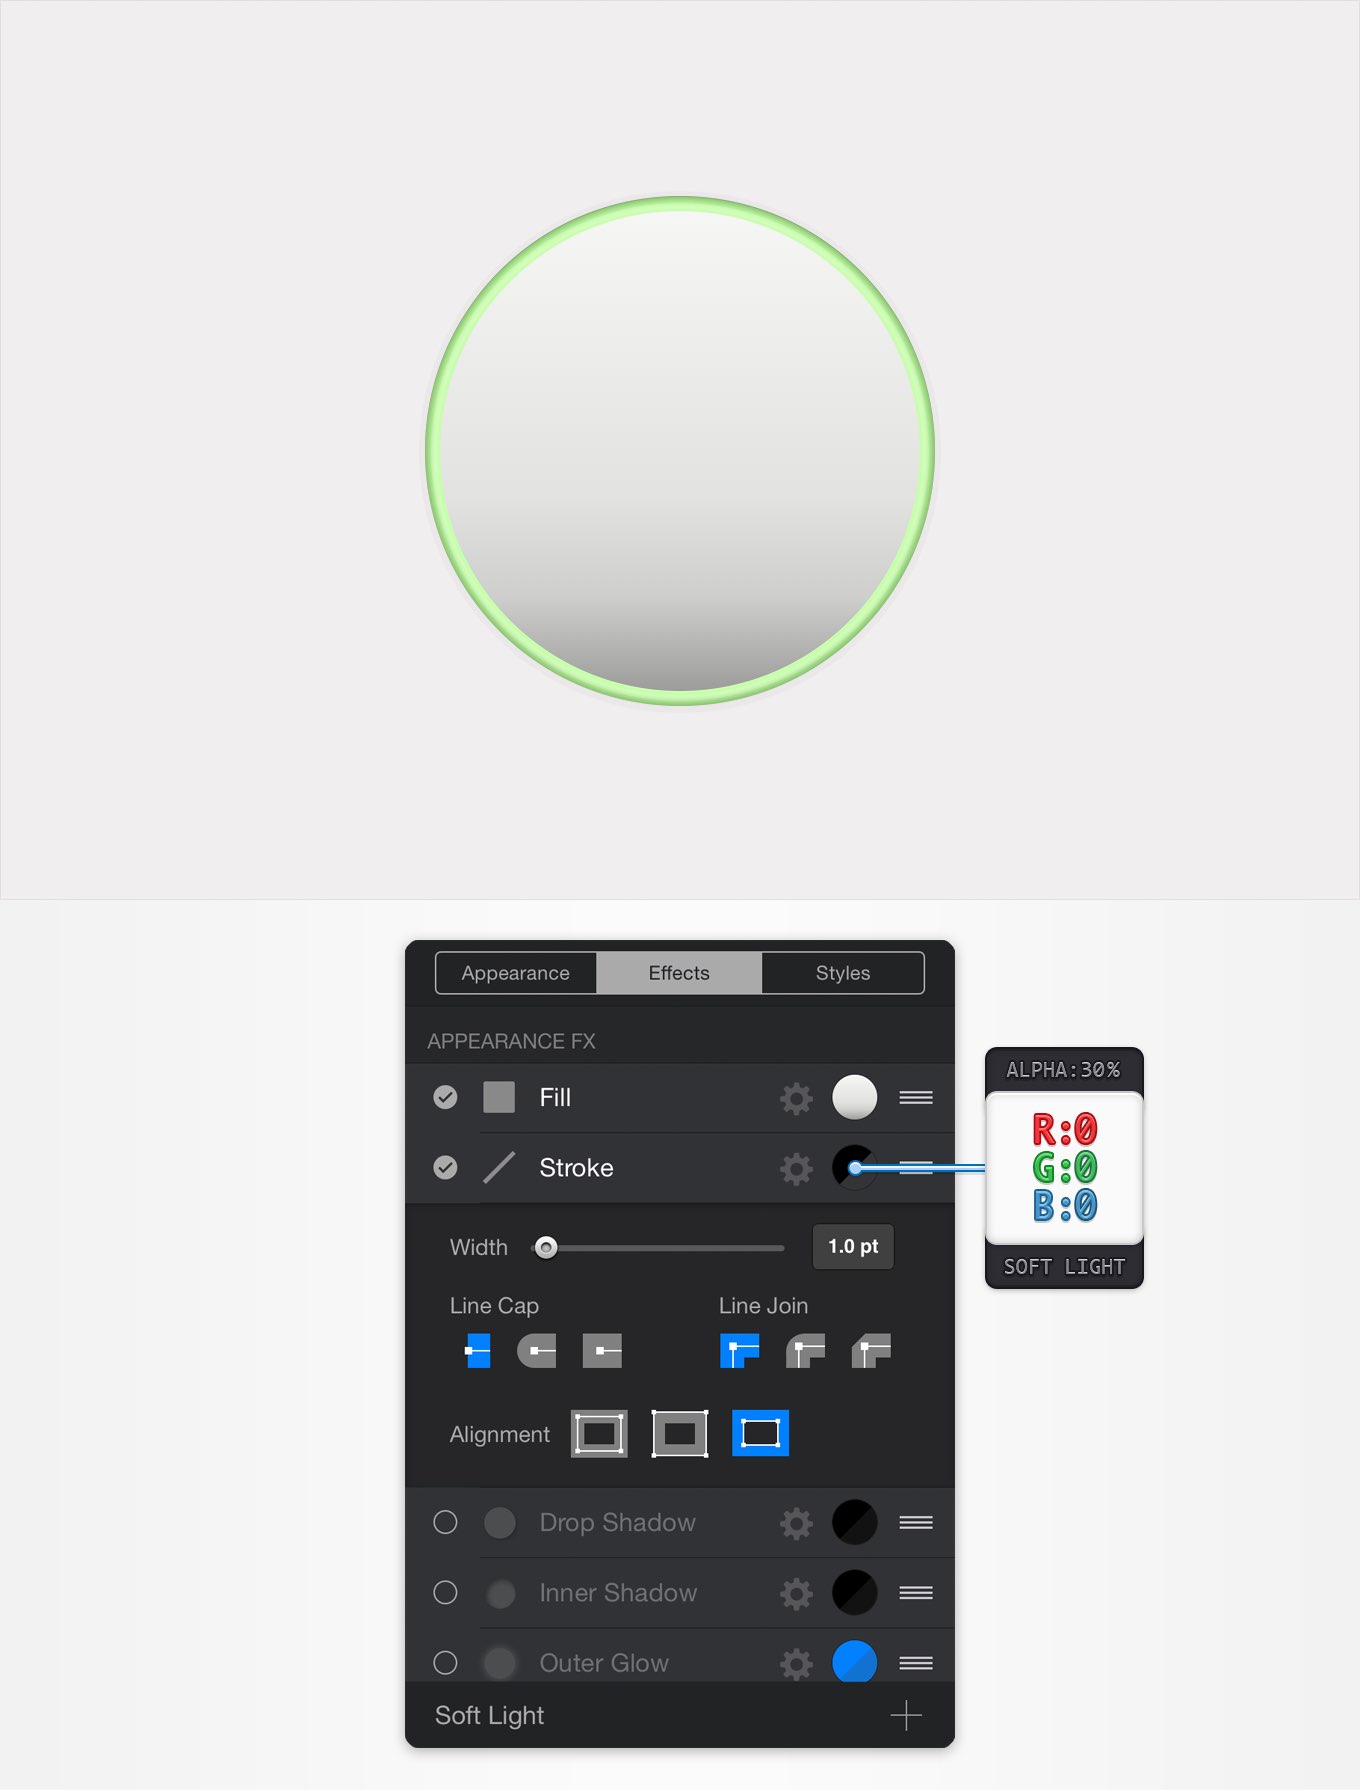 Appearance Effects Styles
APPEARANCE FX
Fill
ALPHA:30%
R:0
Stroke
G:0
B:0
Width 1.0 pt
SOFT LIGHT
Line Cap Line Join
Alignment
Drop Shadow
Inner Shadow
Outer Glow
Soft Light